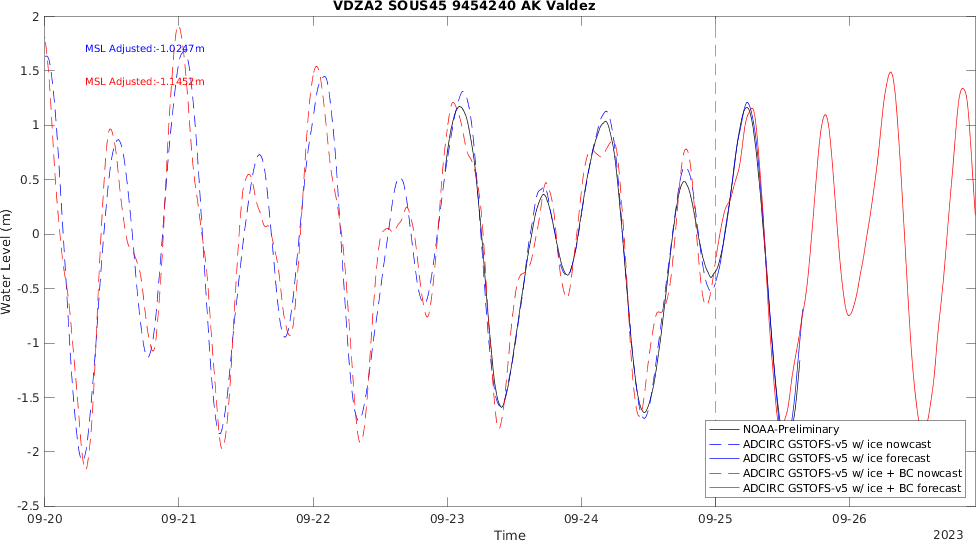 VDZA2 SOUS45 9454240 AK Valdez
MSL Adjusted:-1.0247m
MSL Adjusted:-1.1452m
Water Level (m)
2
1.5
1
0.5
0
-0.5
-1
-1.5
-2
-2.5
NOAA-Preliminary
ADCIRC GSTOFS-v5 w/ ice nowcast
ADCIRC GSTOFS-v5 w/ ice forecast
ADCIRC GSTOFS-v5 w/ ice + BC nowcast
ADCIRC GSTOFS-v5 w/ ice + BC forecast
09-20 09-21 09-22 09-23 09-24 09-25 09-26
Time
2023